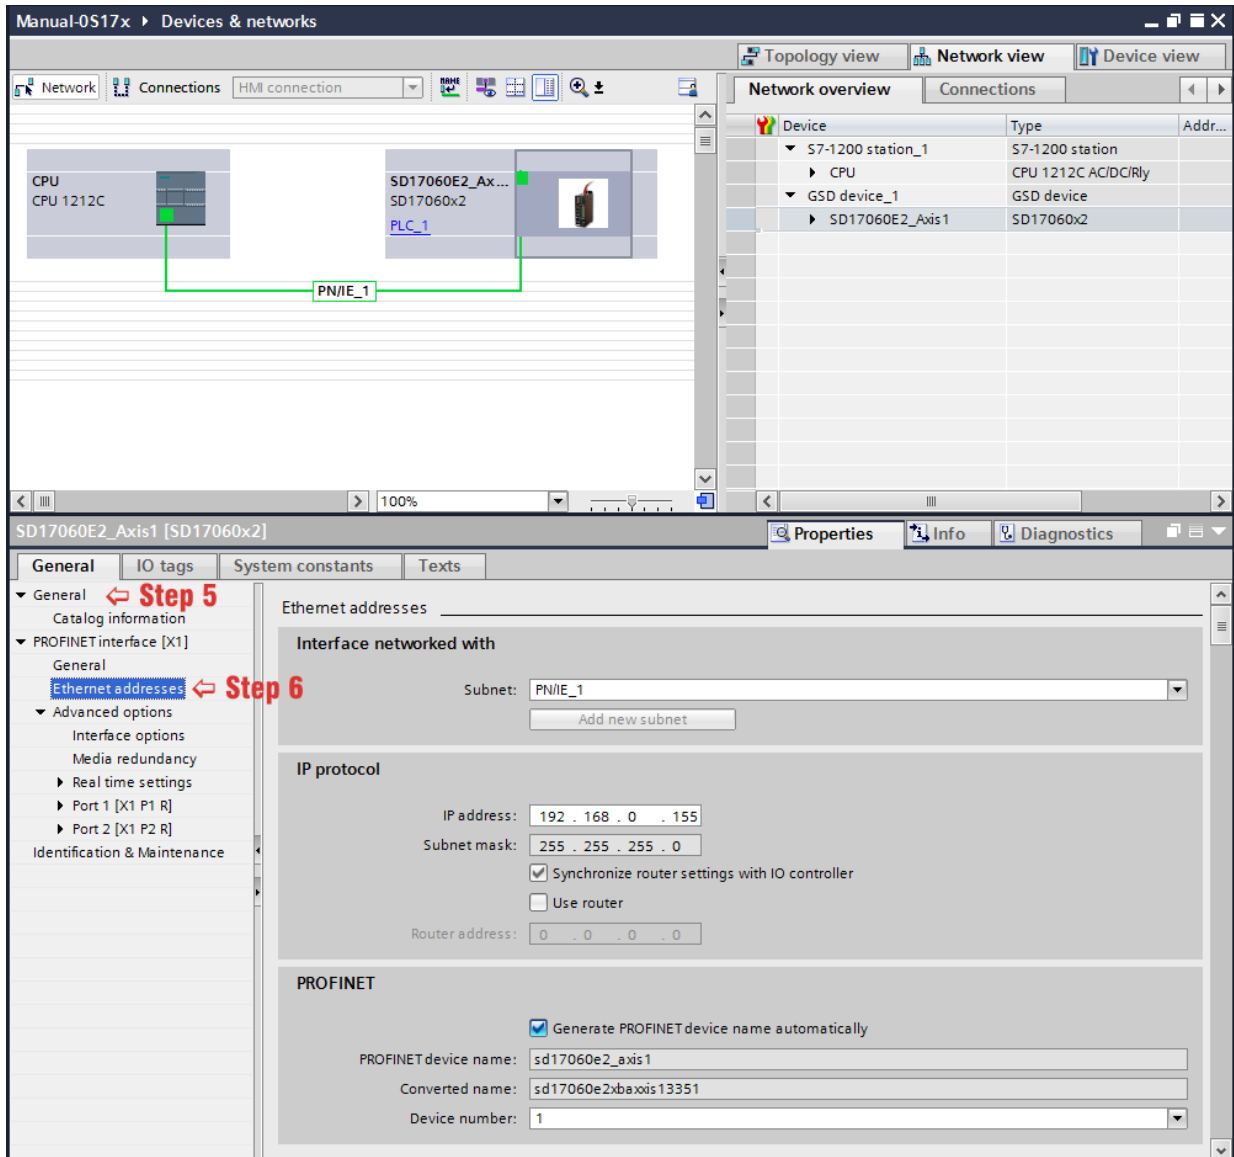 Manual-0S17x ▸ Devices & networks
Topology view
Network view
Device view
Network
Connections
HMI connection
Network overview
Connections
Device
Type
Addr...
S7-1200 station_1
S7-1200 station
CPU
CPU 1212C AC/DC/Rly
GSD device_1
GSD device
SD17060E2_Axis1
SD17060x2
CPU
CPU 1212C
SD17060E2_Ax...
SD17060x2
PLC_1
PN/IE_1
100%
SD17060E2_Axis1 [SD17060x2]
Properties
Info
Diagnostics
General
IO tags
System constants
Texts
General
Step 5
Catalog information
PROFINET interface [X1]
General
Ethernet addresses
Step 6
Advanced options
Interface options
Media redundancy
Real time settings
Port 1 [X1 P1 R]
Port 2 [X1 P2 R]
Identification & Maintenance
Ethernet addresses
Interface networked with
Subnet: PN/IE_1
Add new subnet
IP protocol
IP address: 192 . 168 . 0 . 155
Subnet mask: 255 . 255 . 255 . 0
Synchronize router settings with IO controller
Use router
Router address: 0 . 0 . 0 . 0
PROFINET
Generate PROFINET device name automatically
PROFINET device name: sd17060e2_axis1
Converted name: sd17060e2xbaxxis13351
Device number: 1